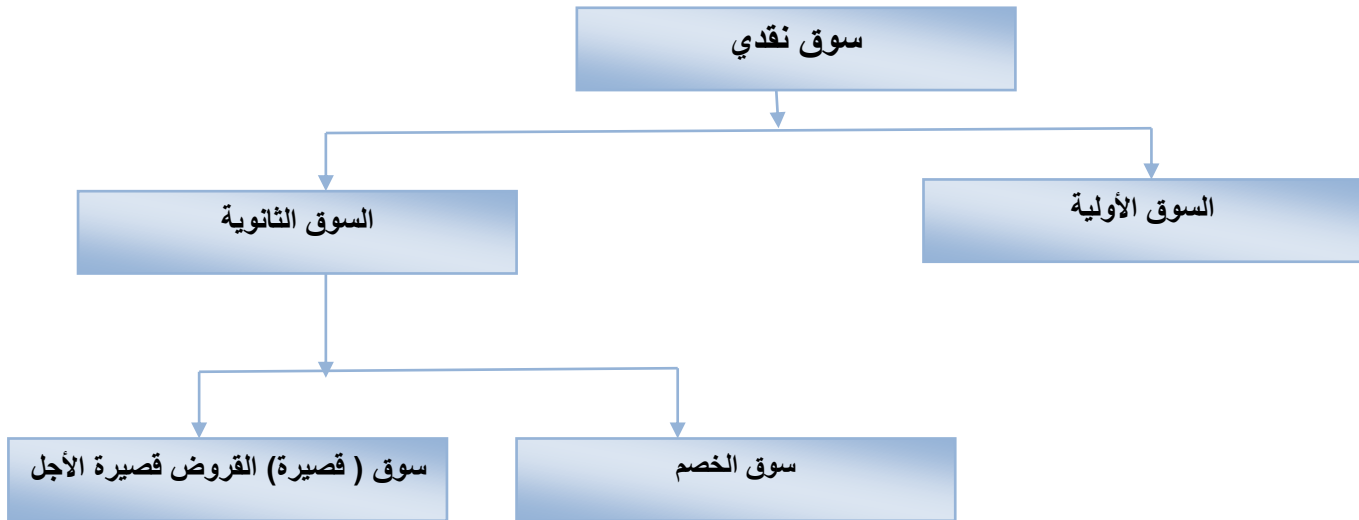 سوق نقدي
السوق الأولية
السوق الثانوية
سوق الخصم
سوق ( قصيرة) القروض قصيرة الأجل